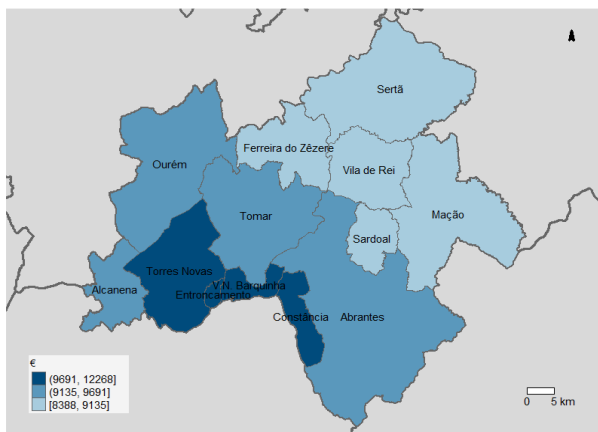 Sertã
Ferreira do Zêzere
Ourém
Vila de Rei
Tomar
Mação
Sardoal
Torres Novas
V.N. Barquinha
Alcanena
Entroncamento
Constância
Abrantes
€
(9691, 12268]
(9135, 9691]
[8388, 9135]
0 5 km